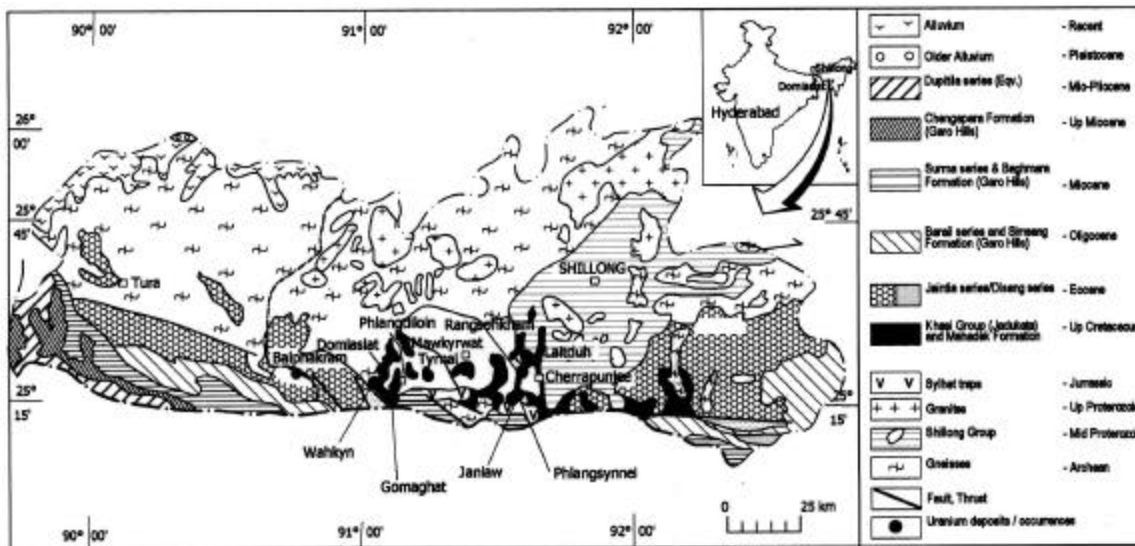 90° 00'
91° 00'
92° 00'
26° 00'
25° 45'
25° 15'
25° 45'
25° 15'
Shillong
Domiasiat
Hyderabad
Tura
SHILLONG
Phlangdiloin
Rangsohkham
Domiasiat
Mawkyrwat
Tyrnai
Laitduh
Balphakram
Cherrapunjee
Wahkyn
Gomaghat
Janlaw
Phlangsynnei
0 25 km
90° 00'
91° 00'
92° 00'
Alluvium - Recent
Older Alluvium - Pleistocene
Dupitila series (Eqv.) - Mio-Pliocene
Chengapara Formation - Up Miocene
(Garo Hills)
Surma series & Baghmara - Miocene
Formation (Garo Hills)
Barail series and Simsang - Oligocene
Formation (Garo Hills)
Jaintia series/Disang series - Eocene
Khasi Group (Jadukata) - Up Cretaceous
and Mahadek Formation
Sylhet traps - Jurassic
Granites - Up Proterozoi
Shillong Group - Mid Proterozoi
Gneisses - Archean
Fault, Thrust
Uranium deposits / occurrences